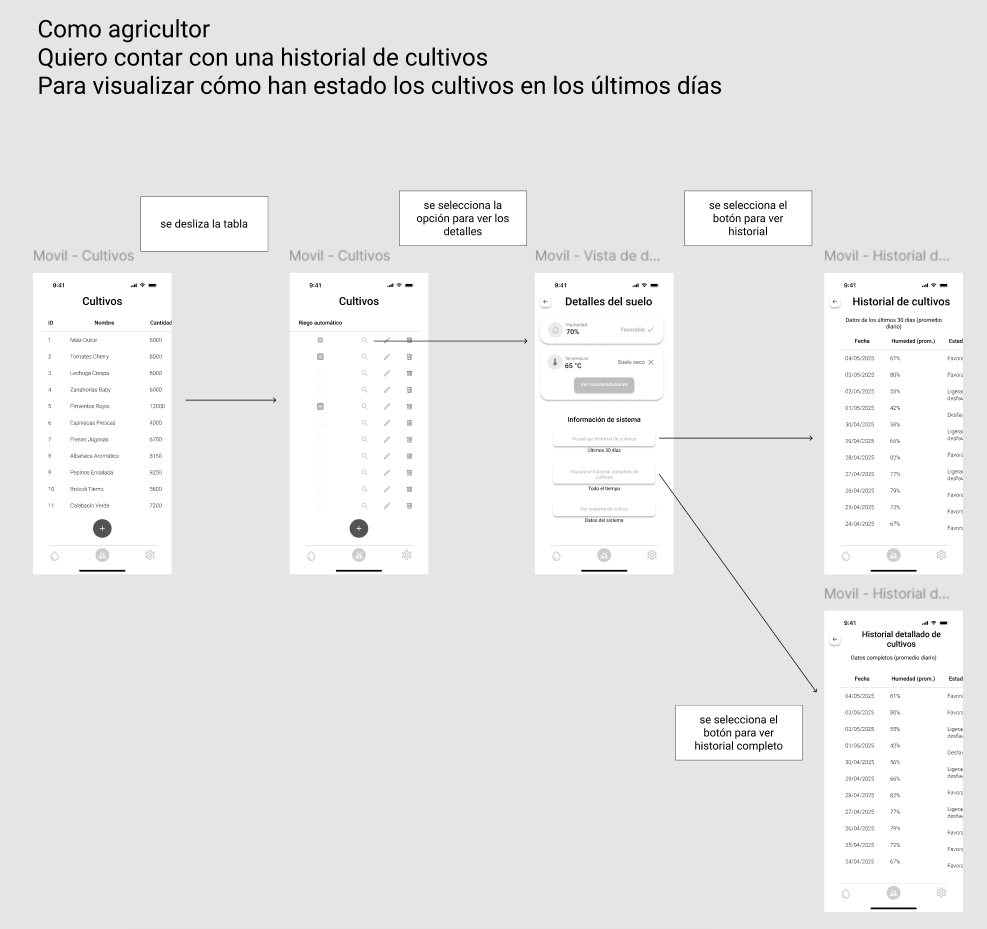 Como agricultor
Quiero contar con una historial de cultivos
Para visualizar cómo han estado los cultivos en los últimos días
se desliza la tabla
se selecciona la
opción para ver los
detalles
se selecciona el
botón para ver
historial
Movil - Cultivos
9:41
Cultivos
ID Nombre Cantidad
1 Maíz Dulce 6000
2 Tomates Cherry 8000
3 Lechuga Crespa 6000
4 Zanahorias Baby 6000
5 Pimientos Rojos 12000
6 Espinacas Frescas 4000
7 Fresas Jugosas 6750
8 Albahaca Aromática 8150
9 Pepinos Ensalada 9250
10 Brócoli Tierno 5600
11 Calabacín Verde 7200
+
Movil - Cultivos
9:41
Cultivos
Riego automático
+
Movil - Vista de d...
9:41
Detalles del suelo
Humedad
70%
Favorable
Temperatura
65 °C
Suelo seco
Ver recomendaciones
Información de sistema
Visualizar historial de cultivos
Últimos 30 días
Visualizar historial completo de
cultivos
Todo el tiempo
Ver sistema de cultivo
Datos del sistema
Movil - Historial d...
9:41
Historial de cultivos
Datos de los últimos 30 días (promedio
diario)
Fecha Humedad (prom.) Estad
04/05/2025 61% Favora
03/05/2025 80% Favora
02/05/2025 55% Ligera
desfav
01/05/2025 42% Desfav
30/04/2025 56% Ligera
desfav
29/04/2025 66% Favora
28/04/2025 82% Favora
27/04/2025 77% Ligera
desfav
26/04/2025 79% Favora
25/04/2025 72% Favora
24/04/2025 67% Favora
Movil - Historial d...
9:41
Historial detallado de
cultivos
Datos completos (promedio diario)
Fecha Humedad (prom.) Estad
04/05/2025 61% Favora
03/05/2025 80% Favora
02/05/2025 55% Ligera
desfav
01/05/2025 42% Desfav
30/04/2025 56% Ligera
desfav
29/04/2025 66% Favora
28/04/2025 82% Favora
27/04/2025 77% Ligera
desfav
26/04/2025 79% Favora
25/04/2025 72% Favora
24/04/2025 67% Favora
se selecciona el
botón para ver
historial completo